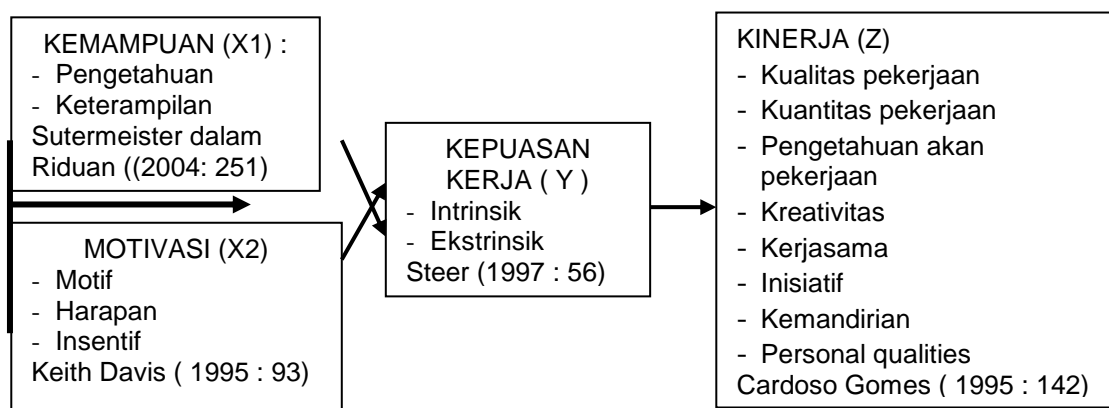 KEMAMPUAN (X1) :
- Pengetahuan
- Keterampilan
Sutermeister dalam
Riduan ((2004: 251)
MOTIVASI (X2)
- Motif
- Harapan
- Insentif
Keith Davis ( 1995 : 93)
KEPUASAN
KERJA ( Y )
- Intrinsik
- Ekstrinsik
Steer (1997 : 56)
KINERJA (Z)
- Kualitas pekerjaan
- Kuantitas pekerjaan
- Pengetahuan akan
pekerjaan
- Kreativitas
- Kerjasama
- Inisiatif
- Kemandirian
- Personal qualities
Cardoso Gomes ( 1995 : 142)